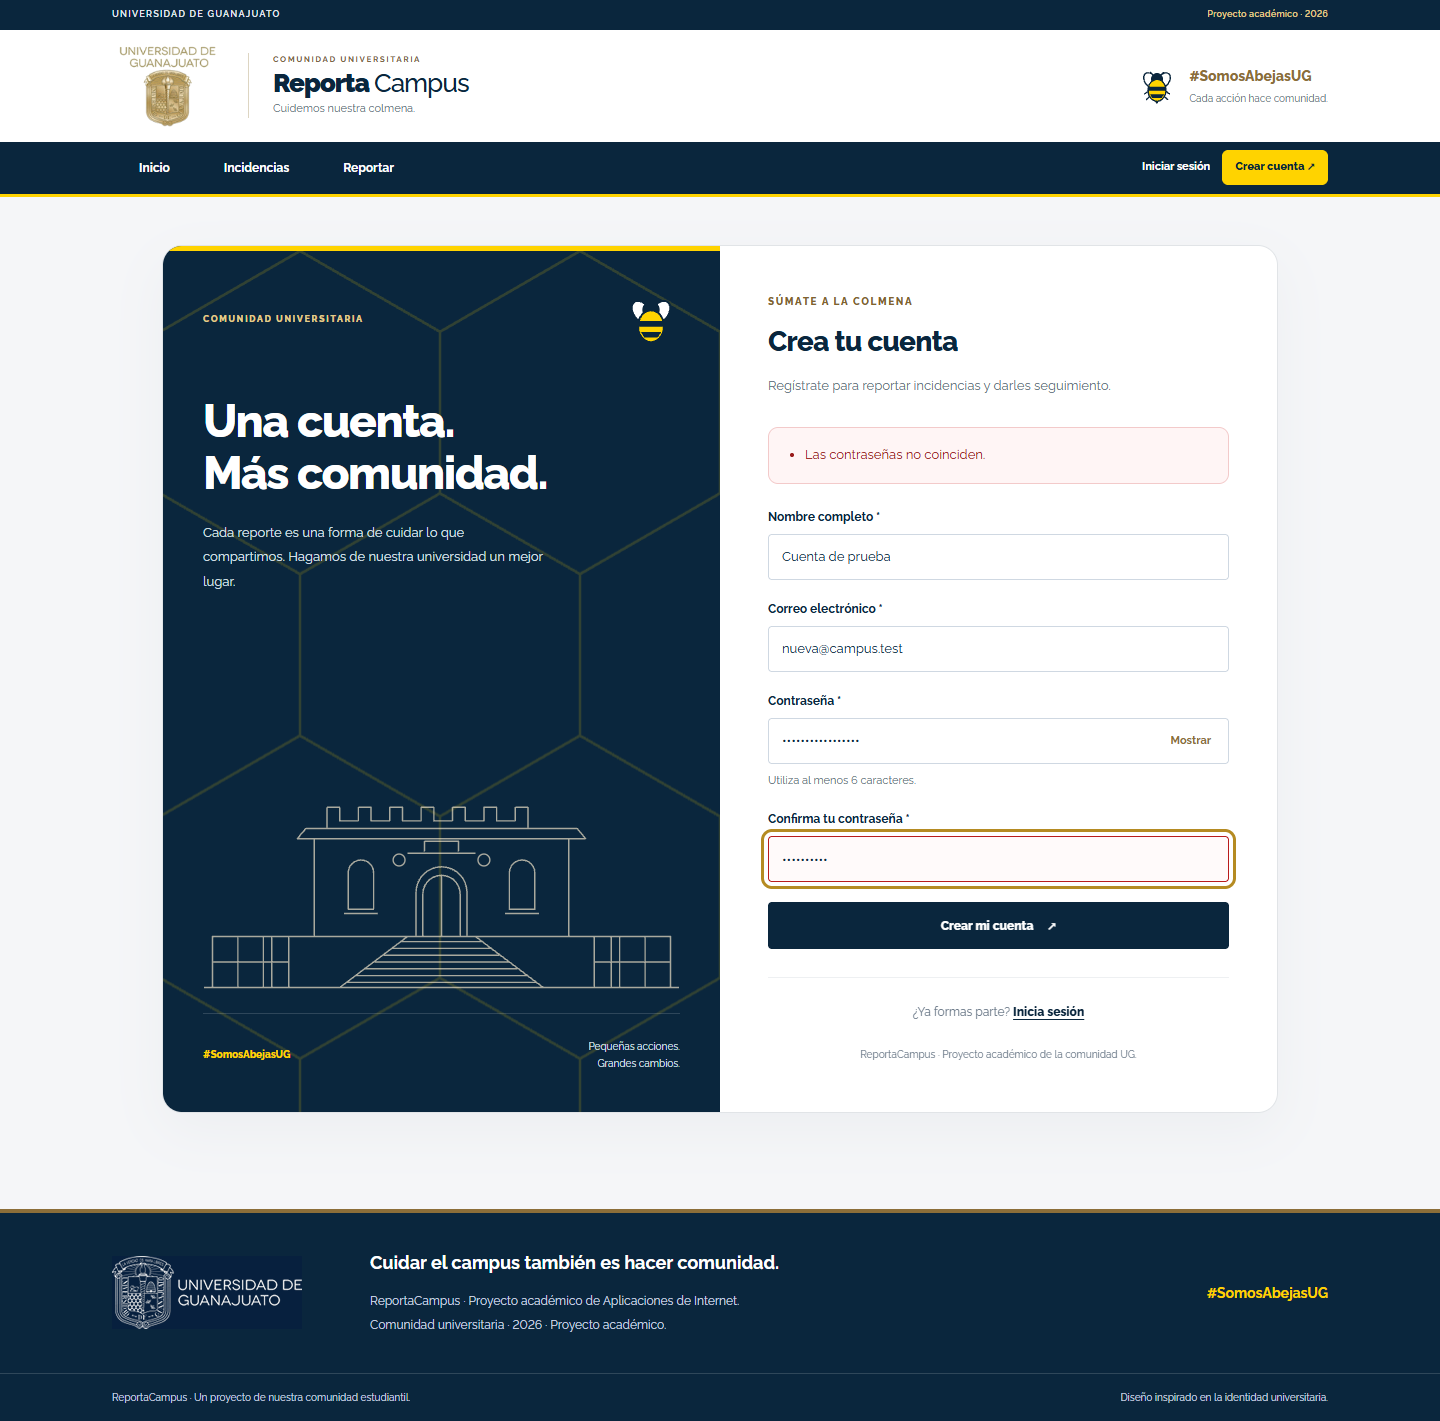 UNIVERSIDAD DE GUANAJUATO
Proyecto académico · 2026
UNIVERSIDAD DE
GUANAJUATO
COMUNIDAD UNIVERSITARIA
Reporta Campus
Cuidemos nuestra colmena.
#SomosAbejasUG
Cada acción hace comunidad.
Inicio
Incidencias
Reportar
Iniciar sesión
Crear cuenta ↗
COMUNIDAD UNIVERSITARIA
Una cuenta.
Más comunidad.
Cada reporte es una forma de cuidar lo que
compartimos. Hagamos de nuestra universidad un mejor
lugar.
#SomosAbejasUG
Pequeñas acciones.
Grandes cambios.
SÚMATE A LA COLMENA
Crea tu cuenta
Regístrate para reportar incidencias y darles seguimiento.
• Las contraseñas no coinciden.
Nombre completo *
Cuenta de prueba
Correo electrónico *
nueva@campus.test
Contraseña *
•••••••••••••••••
Mostrar
Utiliza al menos 6 caracteres.
Confirma tu contraseña *
••••••••••
Crear mi cuenta ↗
¿Ya formas parte? Inicia sesión
ReportaCampus · Proyecto académico de la comunidad UG.
UNIVERSIDAD DE
GUANAJUATO
Cuidar el campus también es hacer comunidad.
ReportaCampus · Proyecto académico de Aplicaciones de Internet.
Comunidad universitaria · 2026 · Proyecto académico.
#SomosAbejasUG
ReportaCampus · Un proyecto de nuestra comunidad estudiantil.
Diseño inspirado en la identidad universitaria.